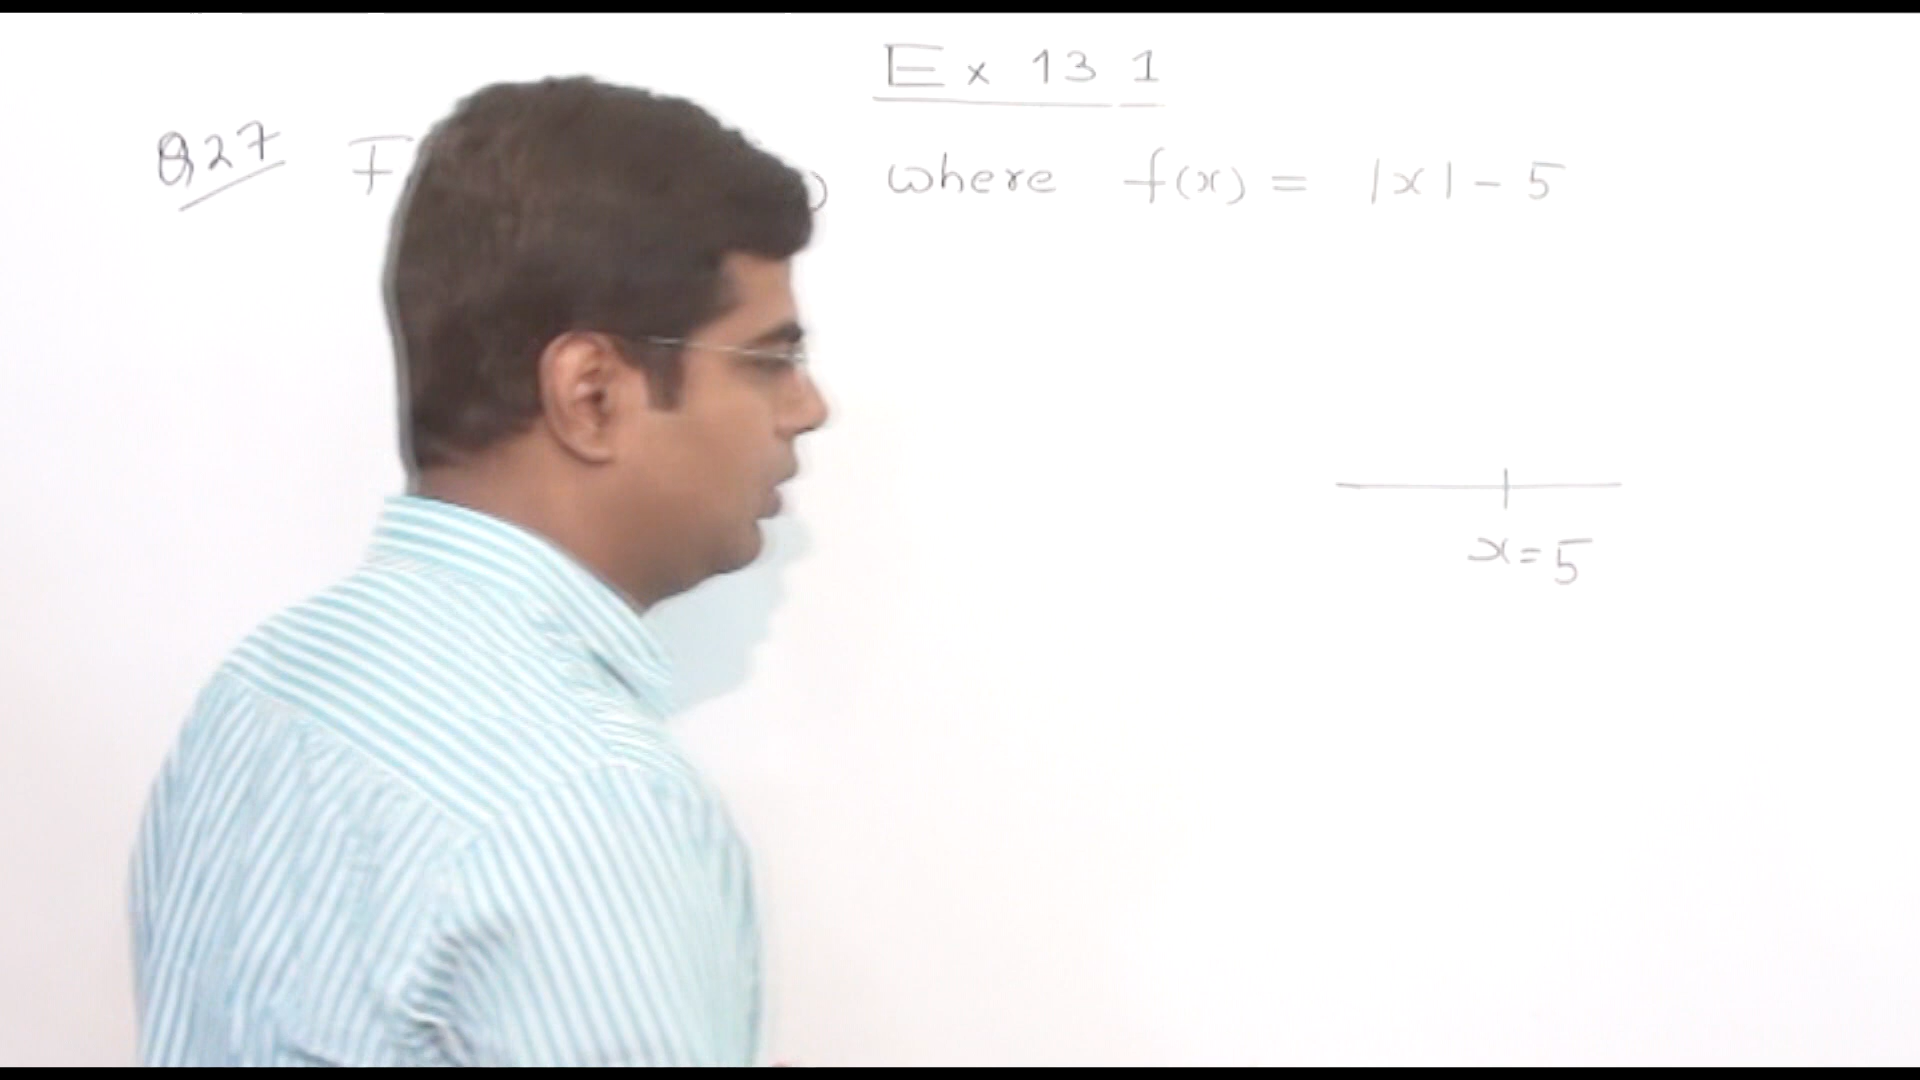 Ex 13 1
Q27 F ) where f(x) = |x| - 5
x = 5